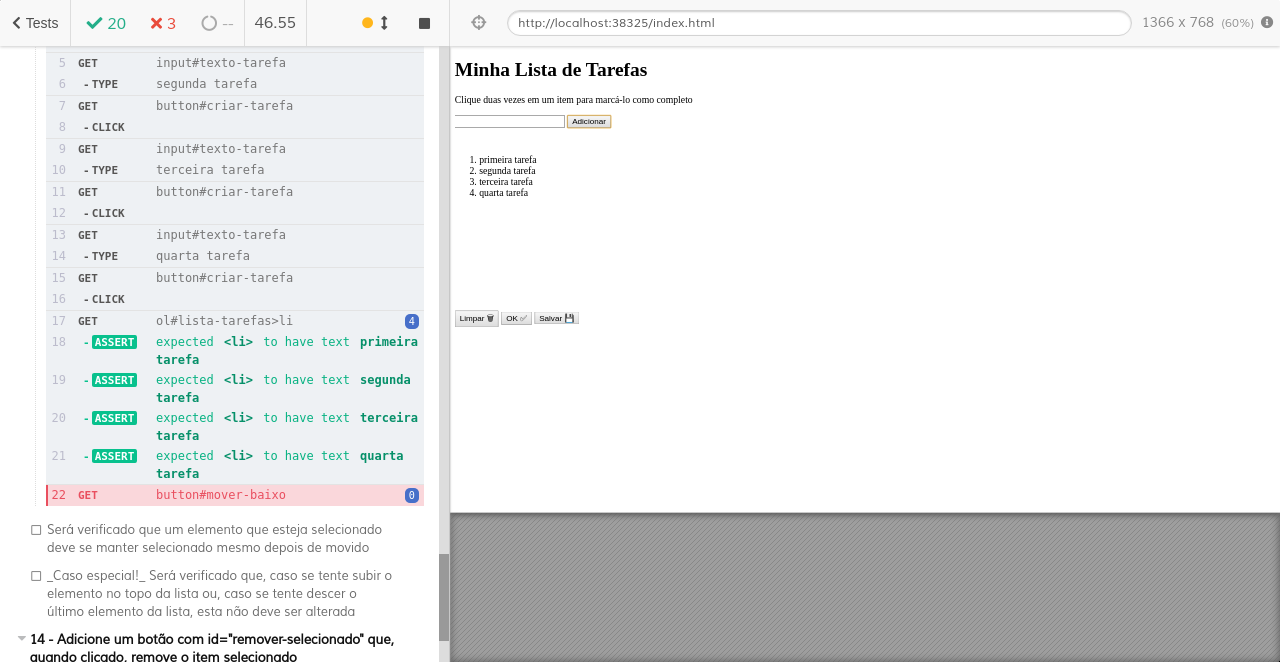 Tests 20 3 -- 46.55
http://localhost:38325/index.html 1366 x 768 (60%)
5 GET input#texto-tarefa
6 - TYPE segunda tarefa
7 GET button#criar-tarefa
8 - CLICK
9 GET input#texto-tarefa
10 - TYPE terceira tarefa
11 GET button#criar-tarefa
12 - CLICK
13 GET input#texto-tarefa
14 - TYPE quarta tarefa
15 GET button#criar-tarefa
16 - CLICK
17 GET ol#lista-tarefas>li 4
18 - ASSERT expected <li> to have text primeira
tarefa
19 - ASSERT expected <li> to have text segunda
tarefa
20 - ASSERT expected <li> to have text terceira
tarefa
21 - ASSERT expected <li> to have text quarta
tarefa
22 GET button#mover-baixo 0
Será verificado que um elemento que esteja selecionado
deve se manter selecionado mesmo depois de movido
_Caso especial!_ Será verificado que, caso se tente subir o
elemento no topo da lista ou, caso se tente descer o
último elemento da lista, esta não deve ser alterada
14 - Adicione um botão com id="remover-selecionado" que,
quando clicado, remove o item selecionado
Minha Lista de Tarefas
Clique duas vezes em um item para marcá-lo como completo
Adicionar
1. primeira tarefa
2. segunda tarefa
3. terceira tarefa
4. quarta tarefa
Limpar 🗑 OK ✅ Salvar 💾